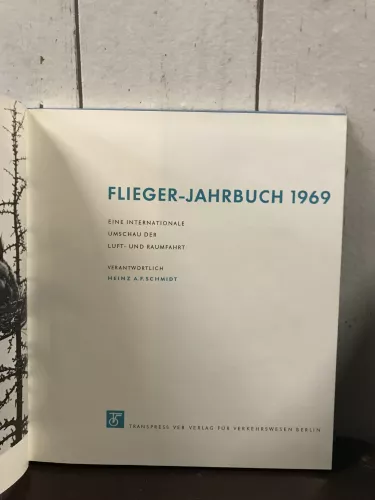 FLIEGER-JAHRBUCH 1969
EINE INTERNATIONALE
UMSCHAU DER
LUFT- UND RAUMFAHRT
VERANTWORTLICH
HEINZ A.F. SCHMIDT
TRANSPRESS VEB VERLAG FÜR VERKEHRSWESEN BERLIN